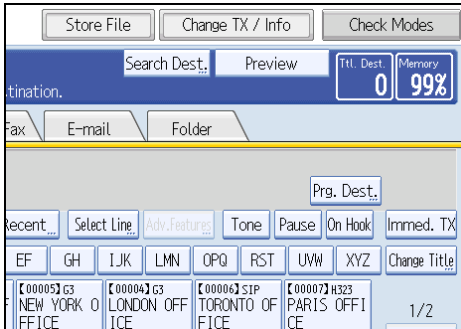 Store File Change TX / Info Check Modes
Search Dest. Preview Ttl. Dest. Memory
tination. 0 99%
Fax E-mail Folder
Prg. Dest.
Recent Select Line Adv.Features Tone Pause On Hook Immed. TX
EF GH IJK LMN OPQ RST UVW XYZ Change Title
【00005】G3 【00004】G3 【00006】SIP 【00007】H323
F NEW YORK O LONDON OFF TORONTO OF PARIS OFFI 1/2
FFICE ICE FICE CE